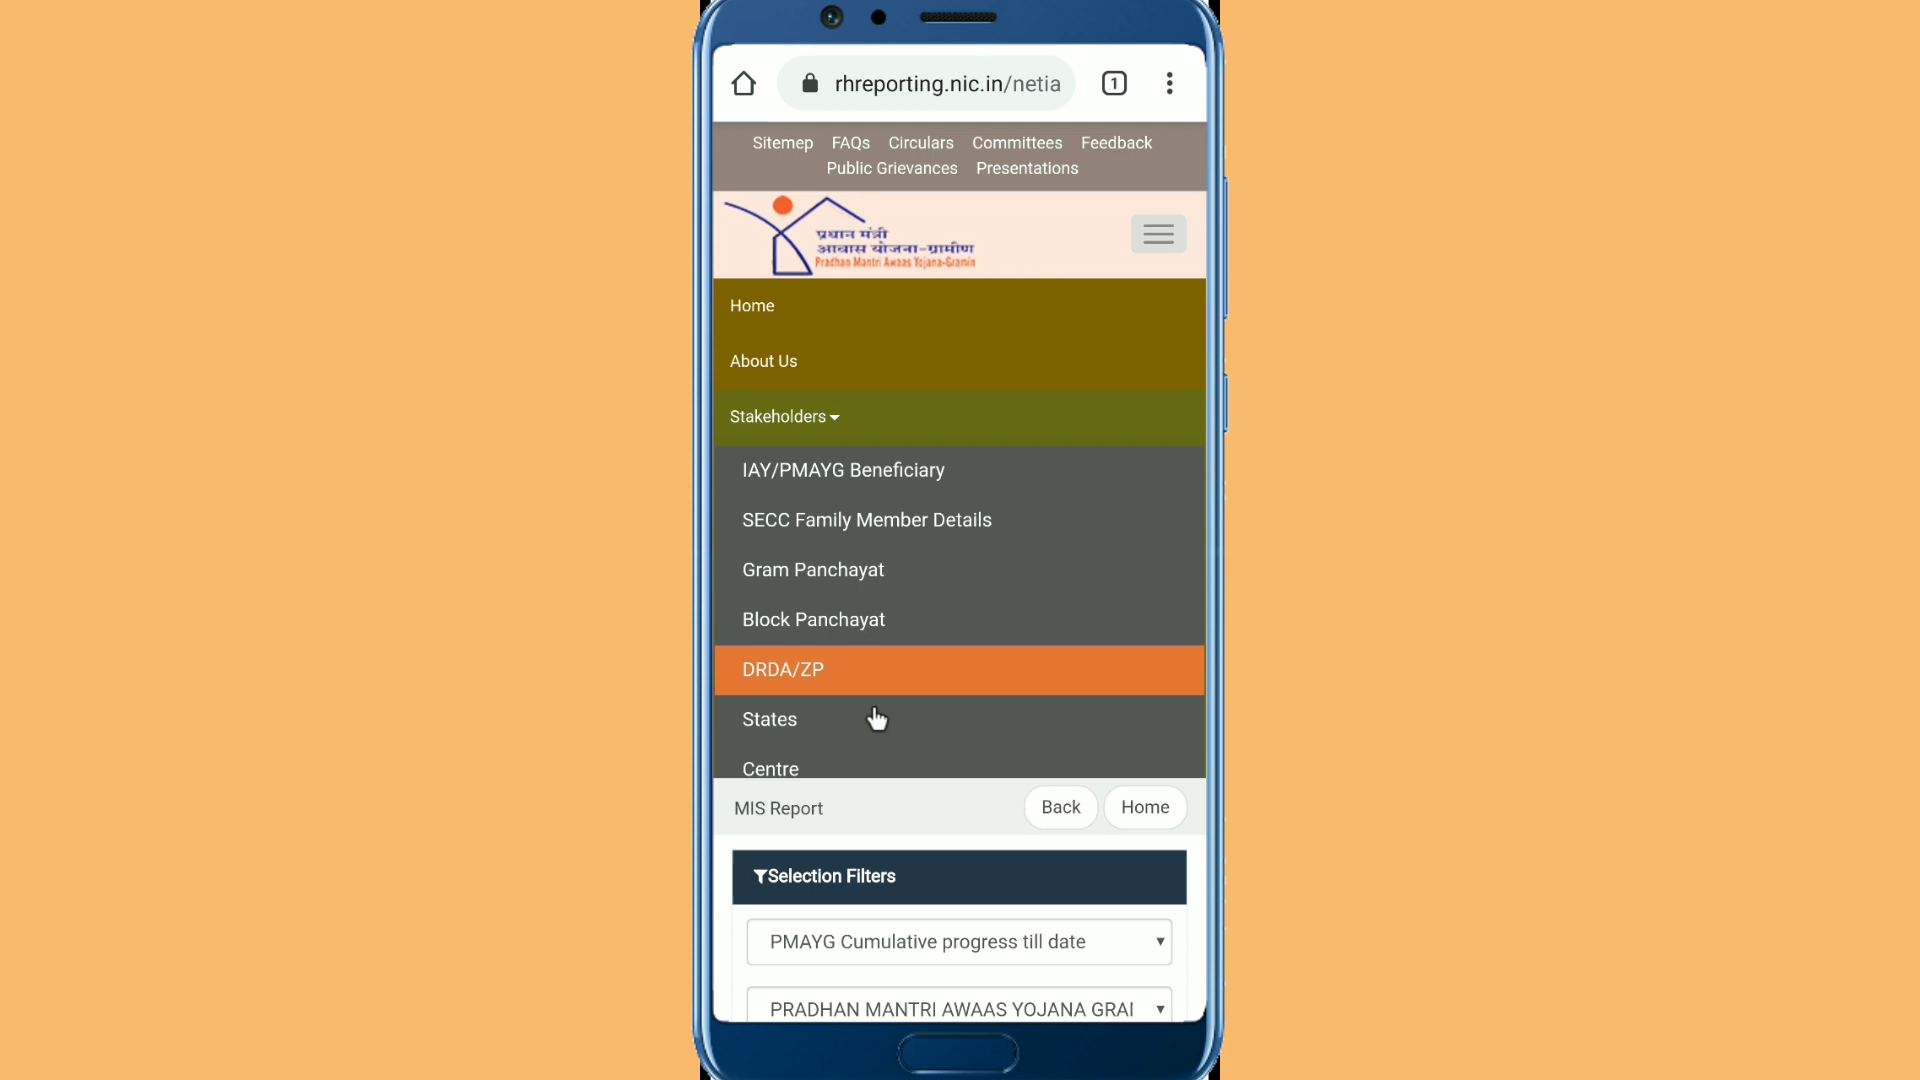 1
rhreporting.nic.in/netia
Sitemep FAQs Circulars Committees Feedback
Public Grievances Presentations
प्रधान मंत्री
आवास योजना-ग्रामीण
Pradhan Mantri Awaas Yojana-Gramin
Home
About Us
Stakeholders
IAY/PMAYG Beneficiary
SECC Family Member Details
Gram Panchayat
Block Panchayat
DRDA/ZP
States
Centre
MIS Report Back Home
Selection Filters
PMAYG Cumulative progress till date
PRADHAN MANTRI AWAAS YOJANA GRAI